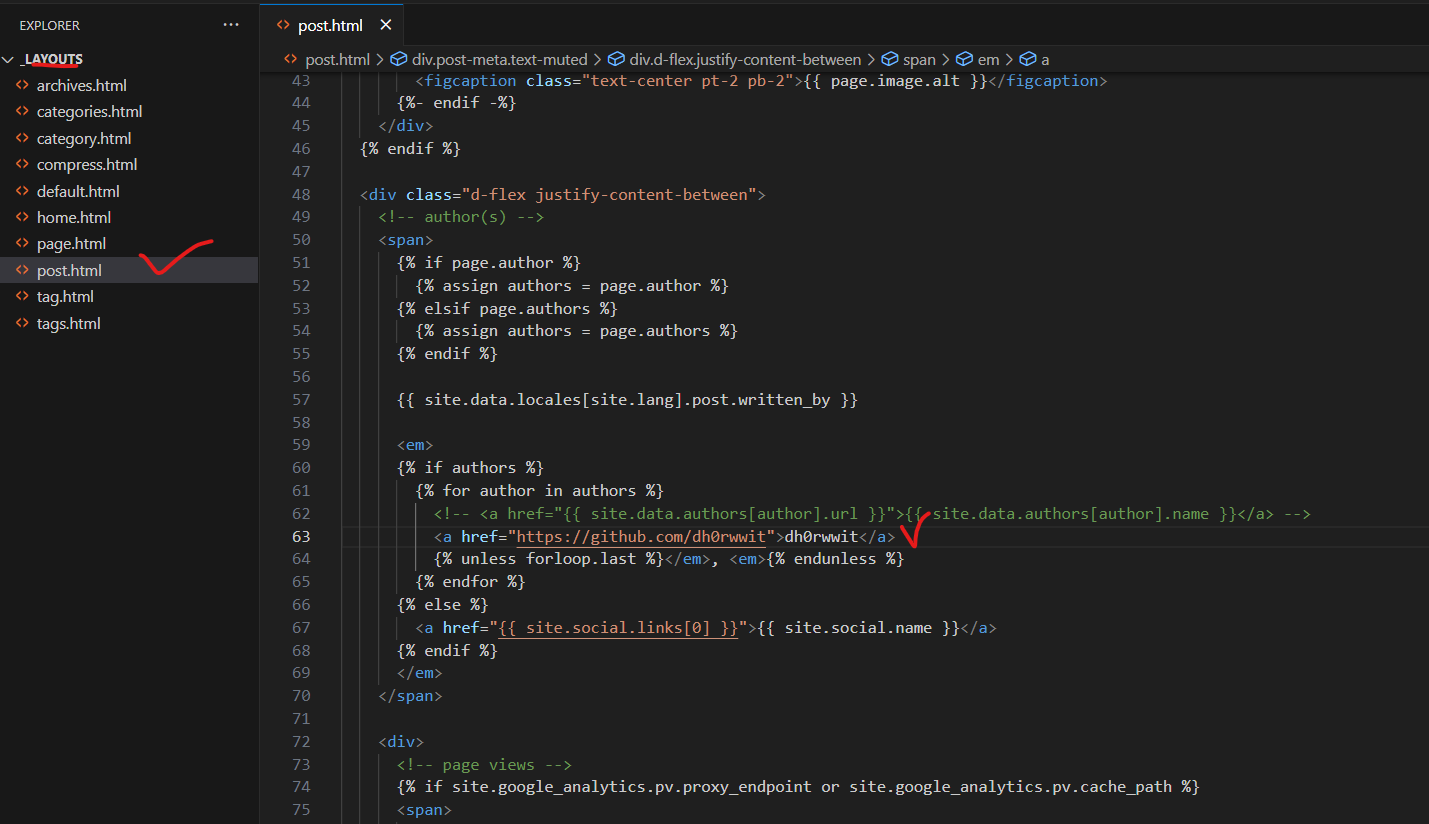 EXPLORER
_LAYOUTS
archives.html
categories.html
category.html
compress.html
default.html
home.html
page.html
post.html
tag.html
tags.html
post.html
post.html > div.post-meta.text-muted > div.d-flex.justify-content-between > span > em > a
43 <figcaption class="text-center pt-2 pb-2">{{ page.image.alt }}</figcaption>
44 {%- endif -%}
45 </div>
46 {% endif %}
47
48 <div class="d-flex justify-content-between">
49 <!-- author(s) -->
50 <span>
51 {% if page.author %}
52 {% assign authors = page.author %}
53 {% elsif page.authors %}
54 {% assign authors = page.authors %}
55 {% endif %}
56
57 {{ site.data.locales[site.lang].post.written_by }}
58
59 <em>
60 {% if authors %}
61 {% for author in authors %}
62 <!-- <a href="{{ site.data.authors[author].url }}">{{ site.data.authors[author].name }}</a> -->
63 <a href="https://github.com/dh0rwwit">dh0rwwit</a>
64 {% unless forloop.last %}</em>, <em>{% endunless %}
65 {% endfor %}
66 {% else %}
67 <a href="{{ site.social.links[0] }}">{{ site.social.name }}</a>
68 {% endif %}
69 </em>
70 </span>
71
72 <div>
73 <!-- page views -->
74 {% if site.google_analytics.pv.proxy_endpoint or site.google_analytics.pv.cache_path %}
75 <span>